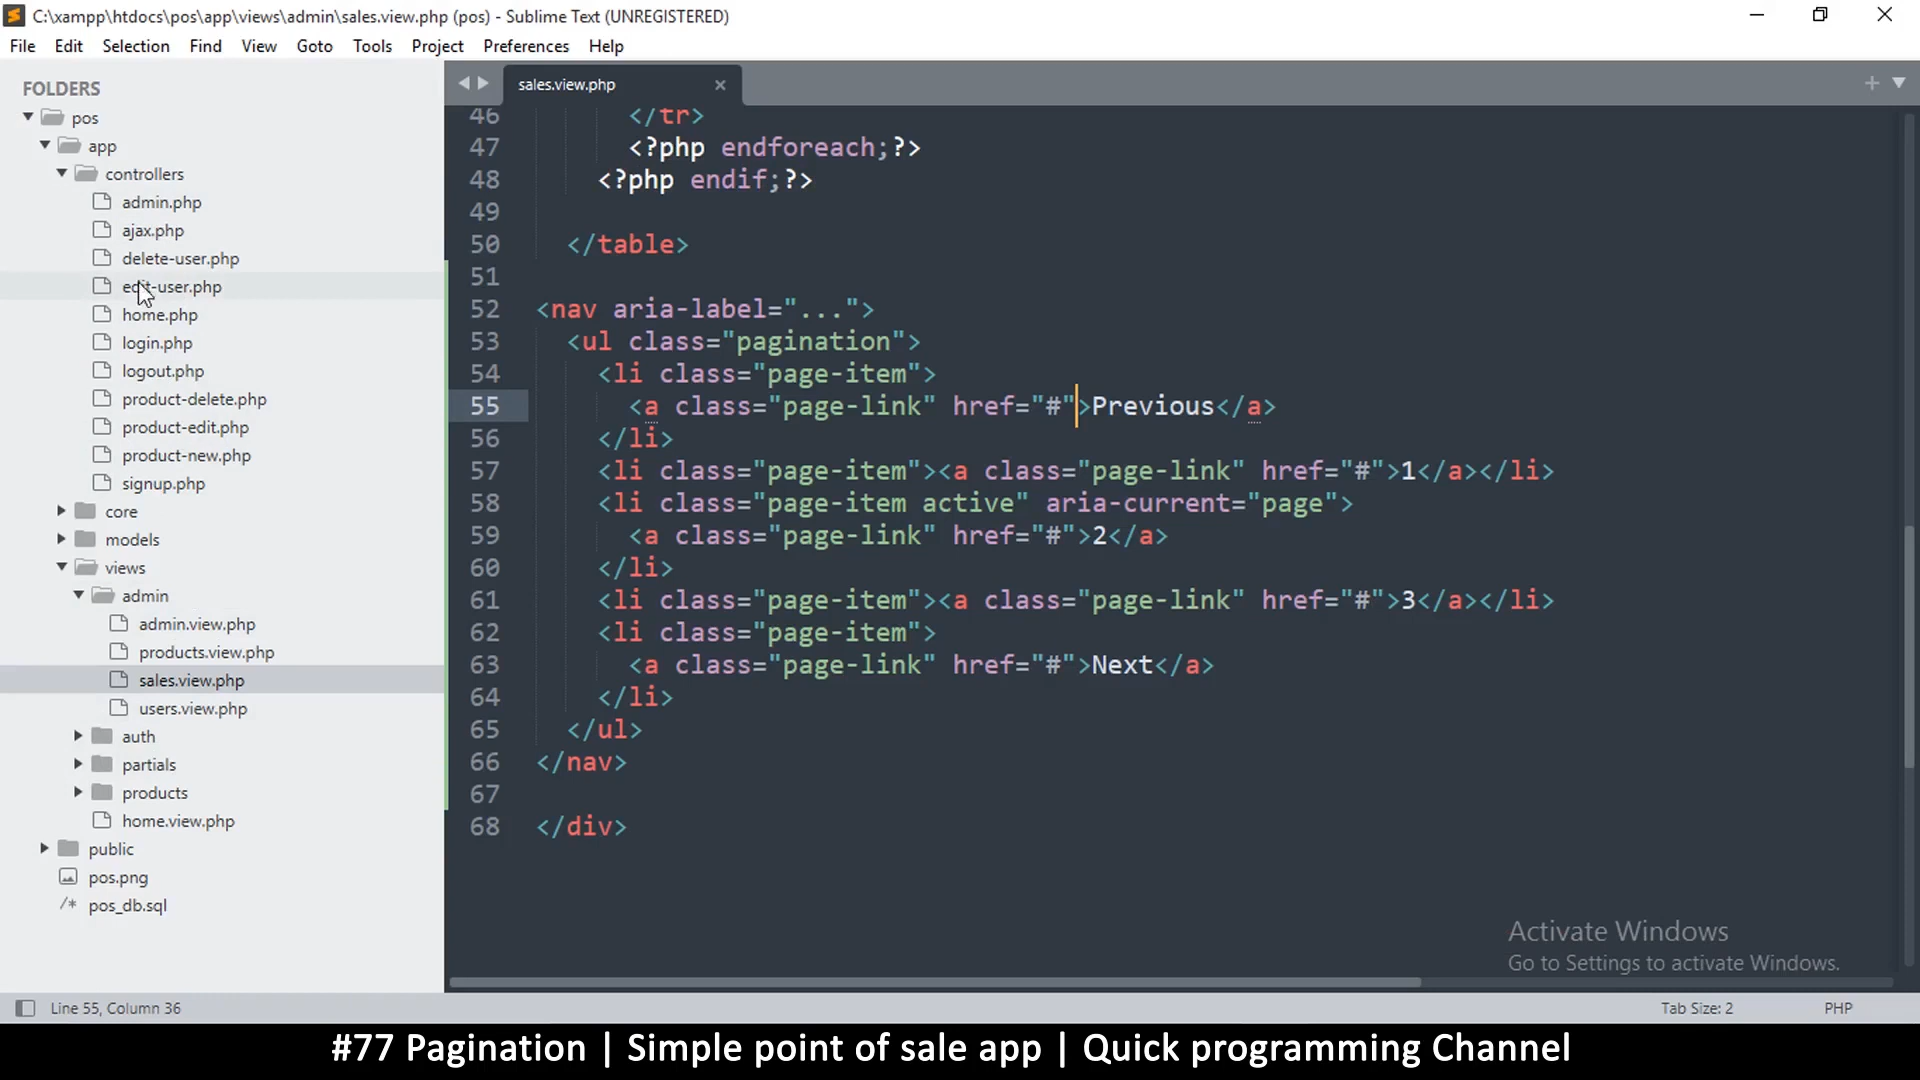 C:\xampp\htdocs\pos\app\views\admin\sales.view.php (pos) - Sublime Text (UNREGISTERED)
File Edit Selection Find View Goto Tools Project Preferences Help
FOLDERS
pos
app
controllers
admin.php
ajax.php
delete-user.php
edit-user.php
home.php
login.php
logout.php
product-delete.php
product-edit.php
product-new.php
signup.php
core
models
views
admin
admin.view.php
products.view.php
sales.view.php
users.view.php
auth
partials
products
home.view.php
public
pos.png
/* pos_db.sql
sales.view.php
46 </tr>
47 <?php endforeach;?>
48 <?php endif;?>
49
50 </table>
51
52 <nav aria-label="...">
53 <ul class="pagination">
54 <li class="page-item">
55 <a class="page-link" href="#">Previous</a>
56 </li>
57 <li class="page-item"><a class="page-link" href="#">1</a></li>
58 <li class="page-item active" aria-current="page">
59 <a class="page-link" href="#">2</a>
60 </li>
61 <li class="page-item"><a class="page-link" href="#">3</a></li>
62 <li class="page-item">
63 <a class="page-link" href="#">Next</a>
64 </li>
65 </ul>
66 </nav>
67
68 </div>
Activate Windows
Go to Settings to activate Windows.
Line 55, Column 36 Tab Size: 2 PHP
#77 Pagination | Simple point of sale app | Quick programming Channel